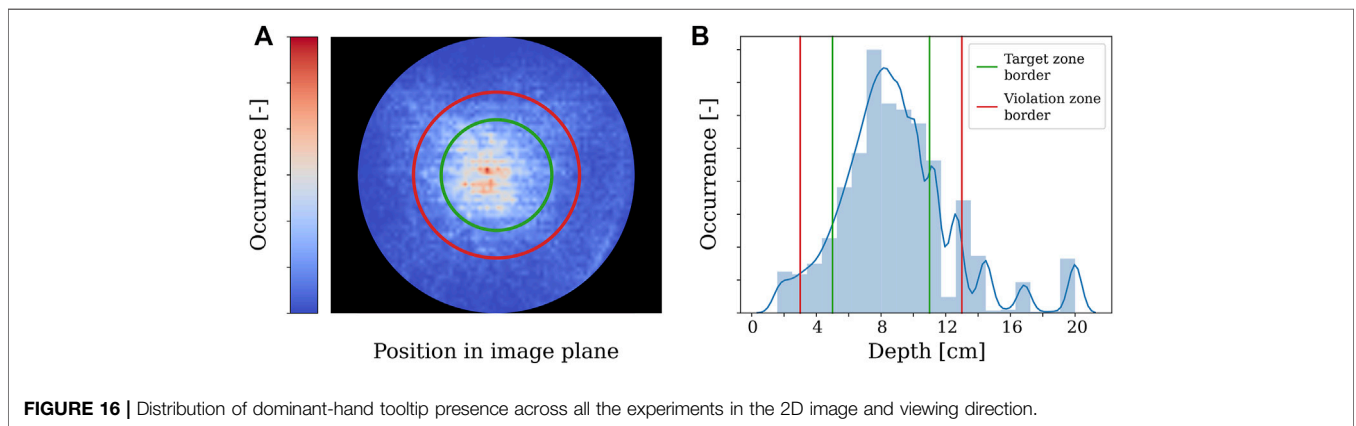 A
Occurrence [-]
Position in image plane
B
Occurrence [-]
Target zone
border
Violation zone
border
0 4 8 12 16 20
Depth [cm]
FIGURE 16 | Distribution of dominant-hand tooltip presence across all the experiments in the 2D image and viewing direction.